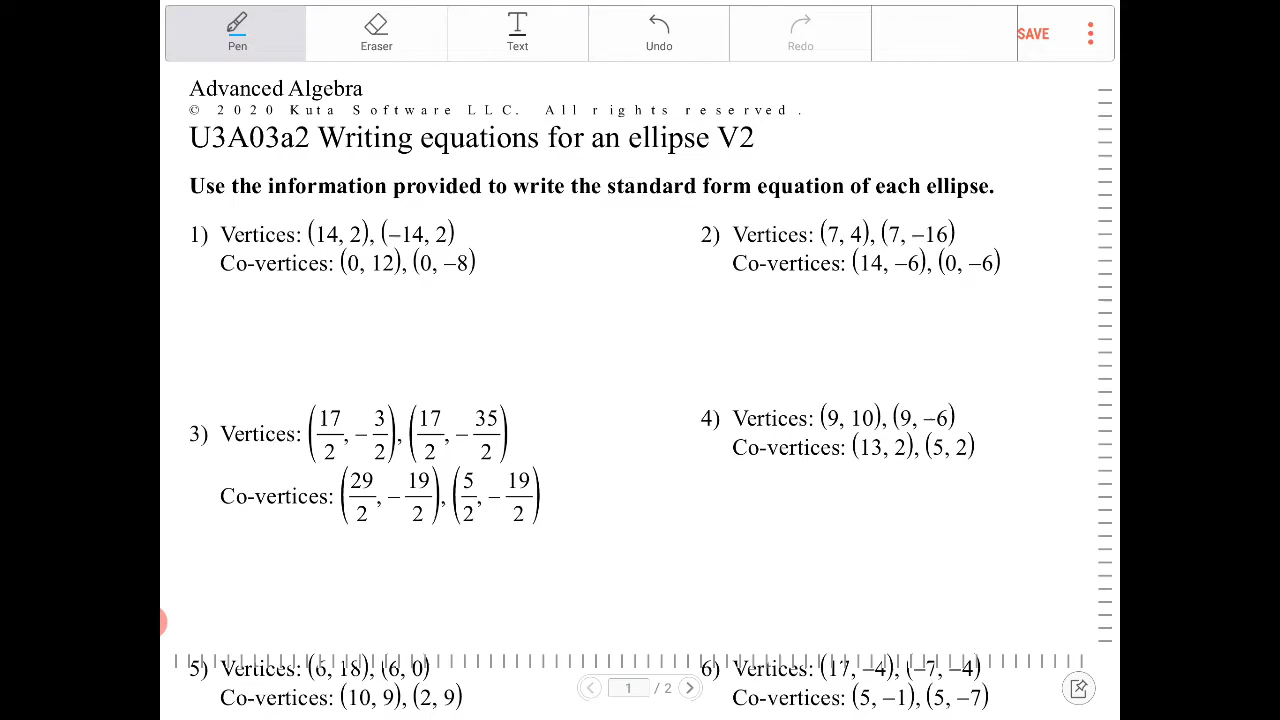 Pen Eraser Text Undo Redo SAVE
Advanced Algebra
© 2020 Kuta Software LLC. All rights reserved.
U3A03a2 Writing equations for an ellipse V2
Use the information provided to write the standard form equation of each ellipse.
1) Vertices: (14, 2), (−14, 2)
Co-vertices: (0, 12), (0, −8)
2) Vertices: (7, 4), (7, −16)
Co-vertices: (14, −6), (0, −6)
3) Vertices: (17/2, −3/2), (17/2, −35/2)
Co-vertices: (29/2, −19/2), (5/2, −19/2)
4) Vertices: (9, 10), (9, −6)
Co-vertices: (13, 2), (5, 2)
5) Vertices: (6, 18), (6, 0)
Co-vertices: (10, 9), (2, 9)
6) Vertices: (17, −4), (−7, −4)
Co-vertices: (5, −1), (5, −7)
1 / 2